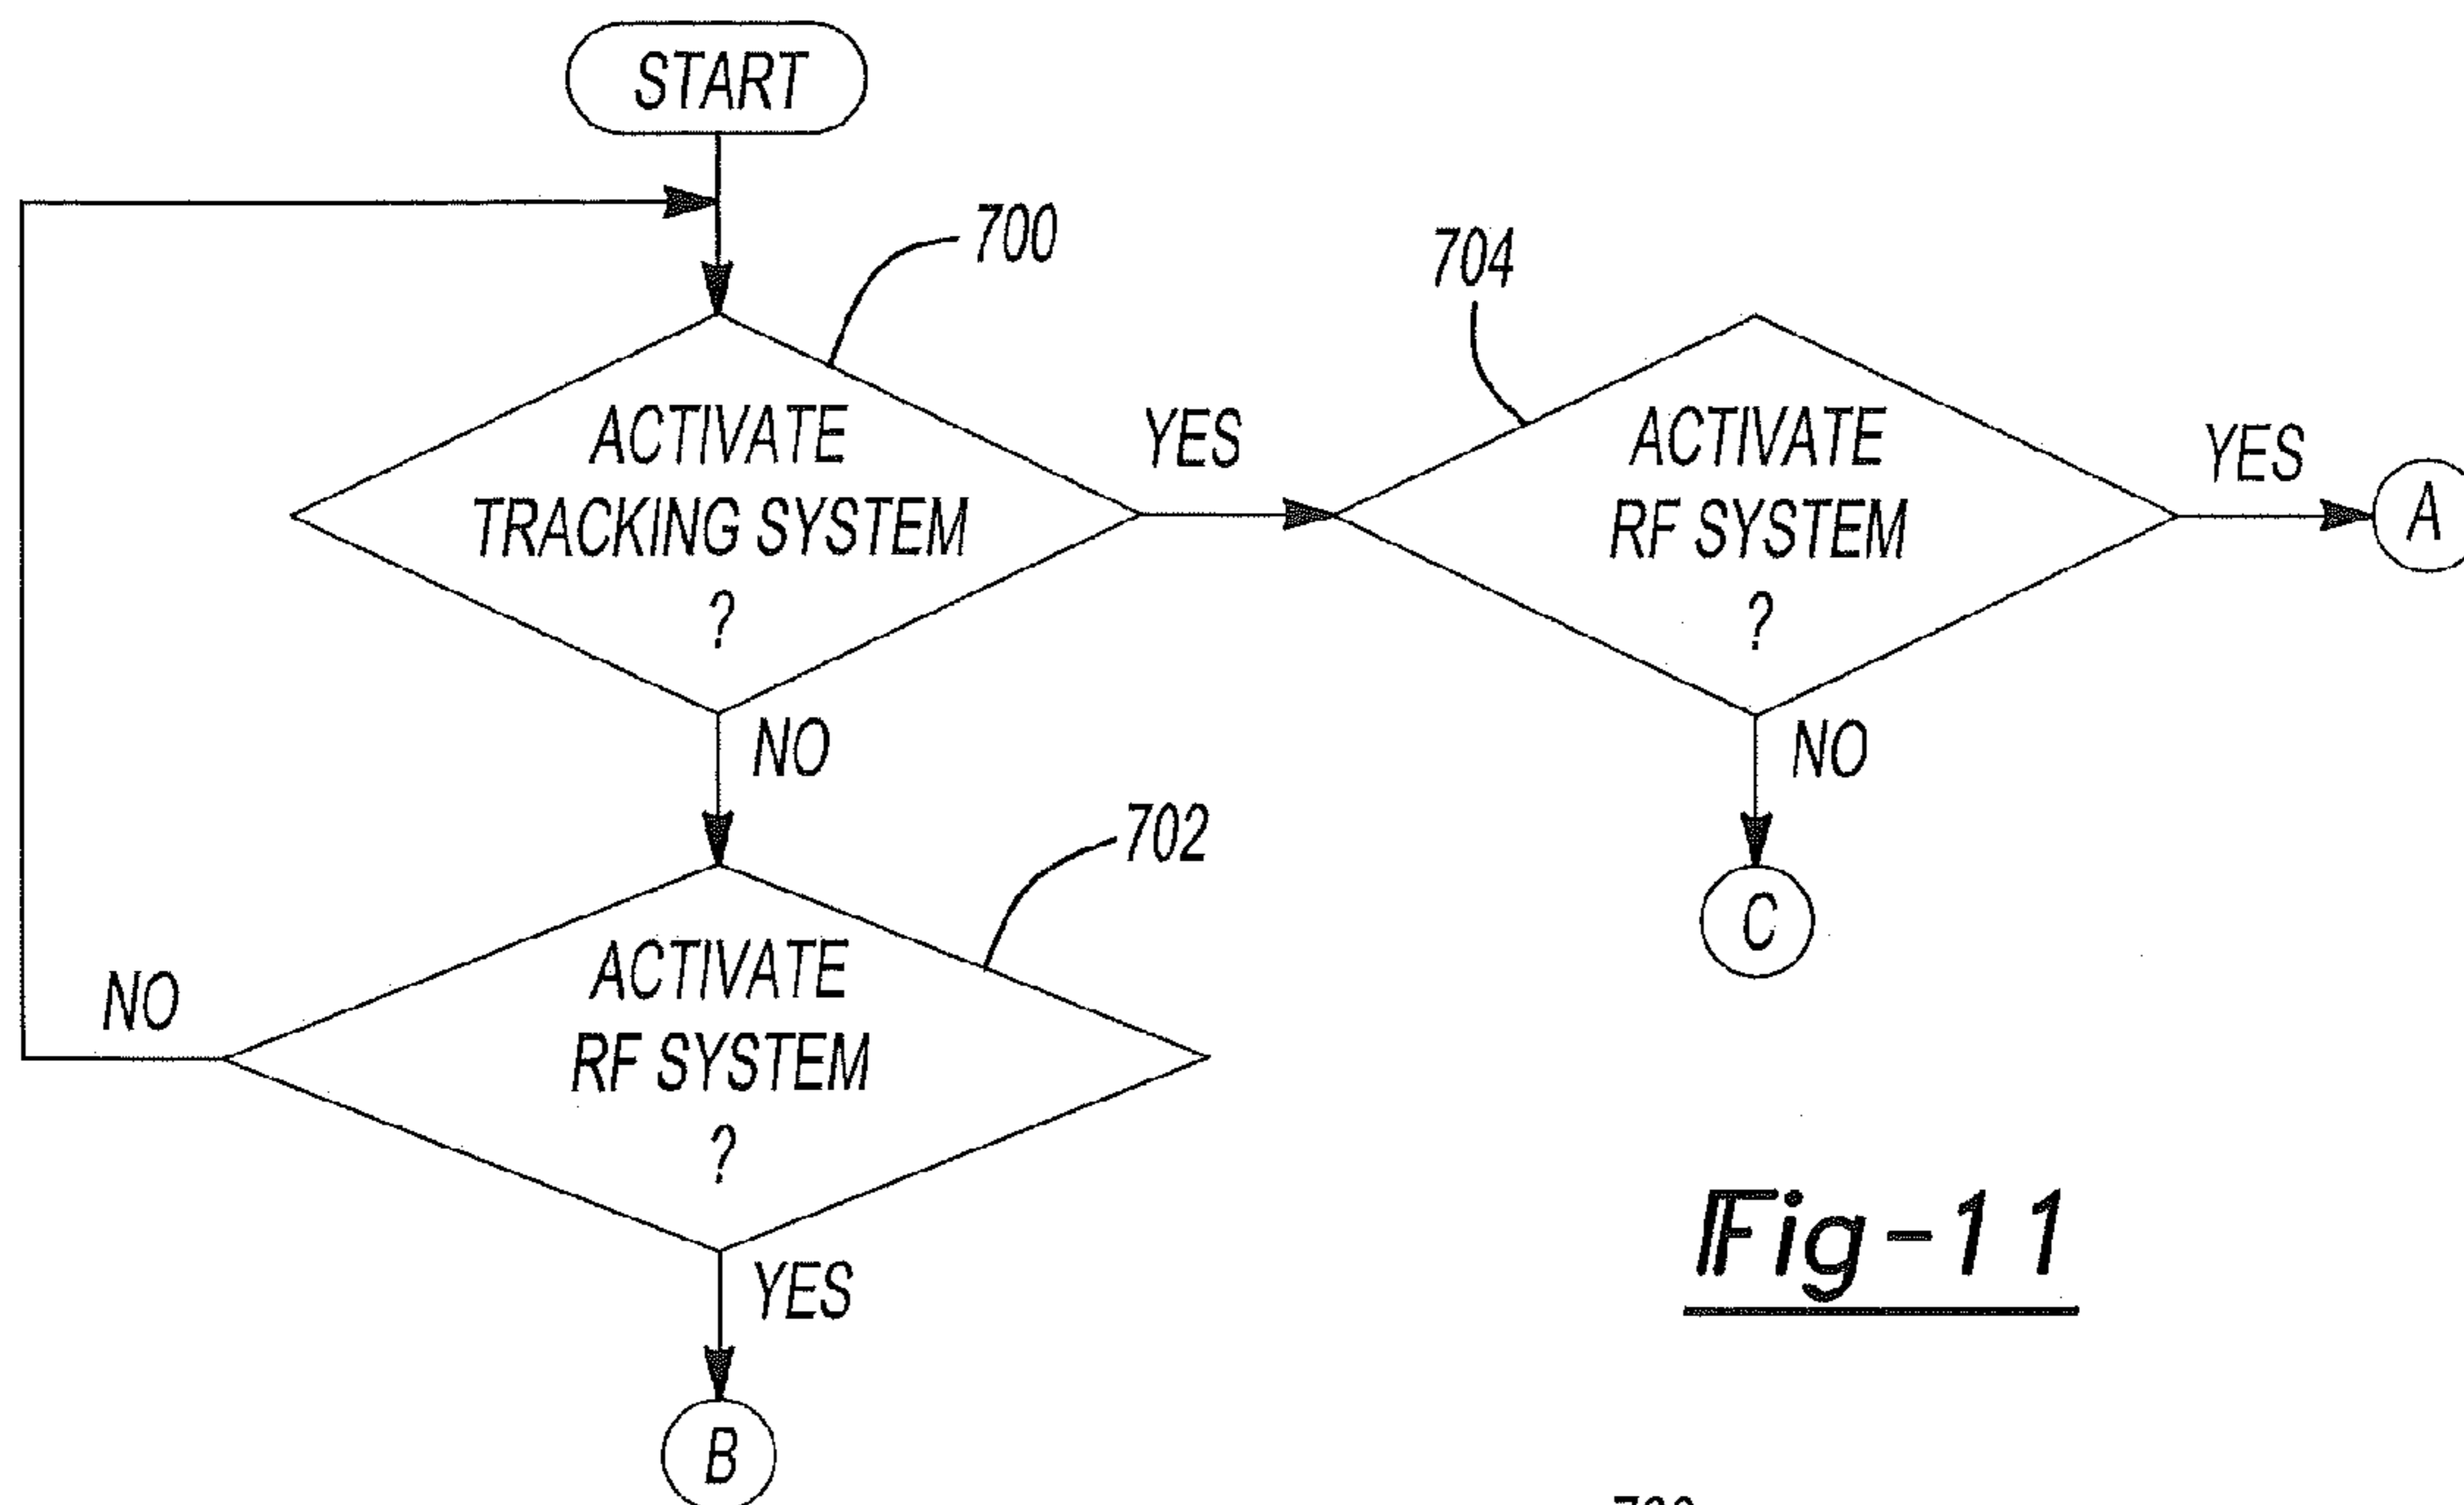 START
700
704
ACTIVATE
TRACKING SYSTEM
?
YES
ACTIVATE
RF SYSTEM
?
YES
A
NO
NO
C
702
ACTIVATE
RF SYSTEM
?
NO
YES
B
Fig-11